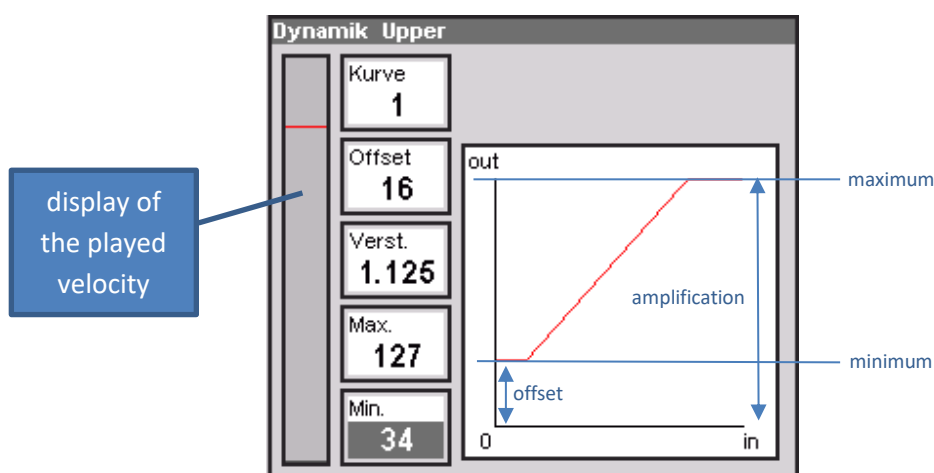 Dynamik Upper
Kurve
1
Offset
16
Verst.
1.125
Max.
127
Min.
34
display of
the played
velocity
out
maximum
amplification
minimum
offset
0
in